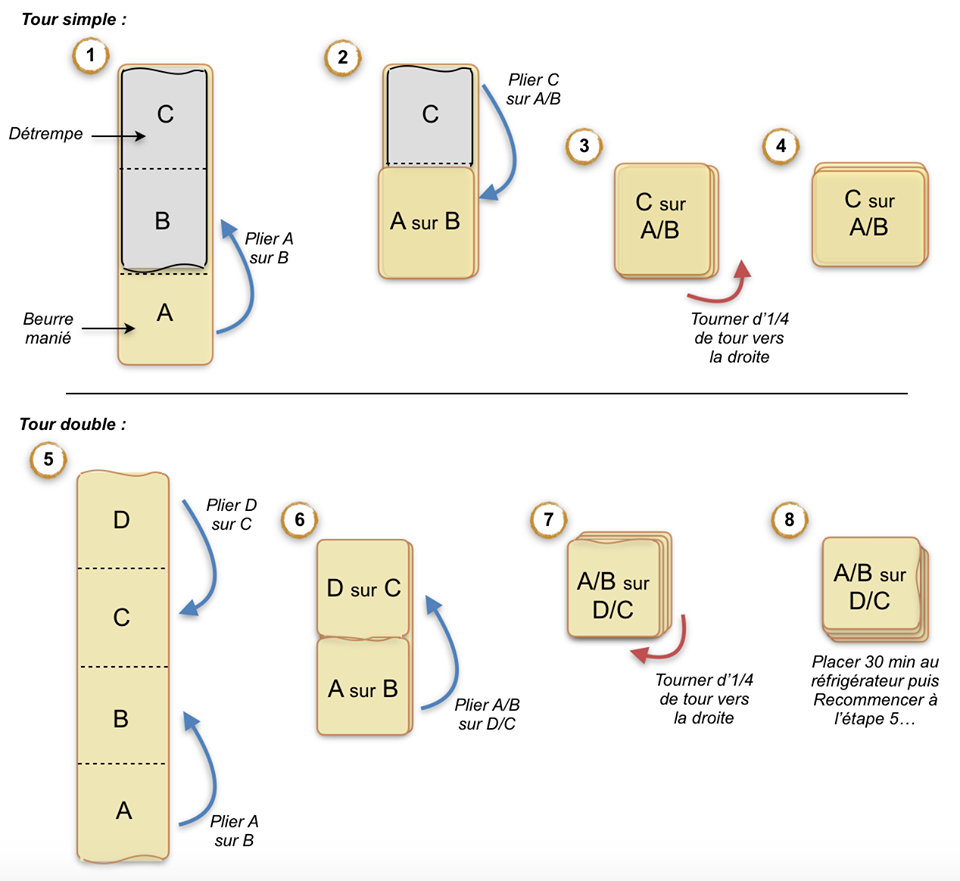 Tour simple :
1
C
Détrempe
B
Plier A
sur B
Beurre
manié
A
2
Plier C
sur A/B
C
A sur B
3
C sur
A/B
Tourner d'1/4
de tour vers
la droite
4
C sur
A/B
Tour double :
5
D
Plier D
sur C
C
B
A
Plier A
sur B
6
D sur C
A sur B
Plier A/B
sur D/C
7
A/B sur
D/C
Tourner d'1/4
de tour vers
la droite
8
A/B sur
D/C
Placer 30 min au
réfrigérateur puis
Recommencer à
l'étape 5…